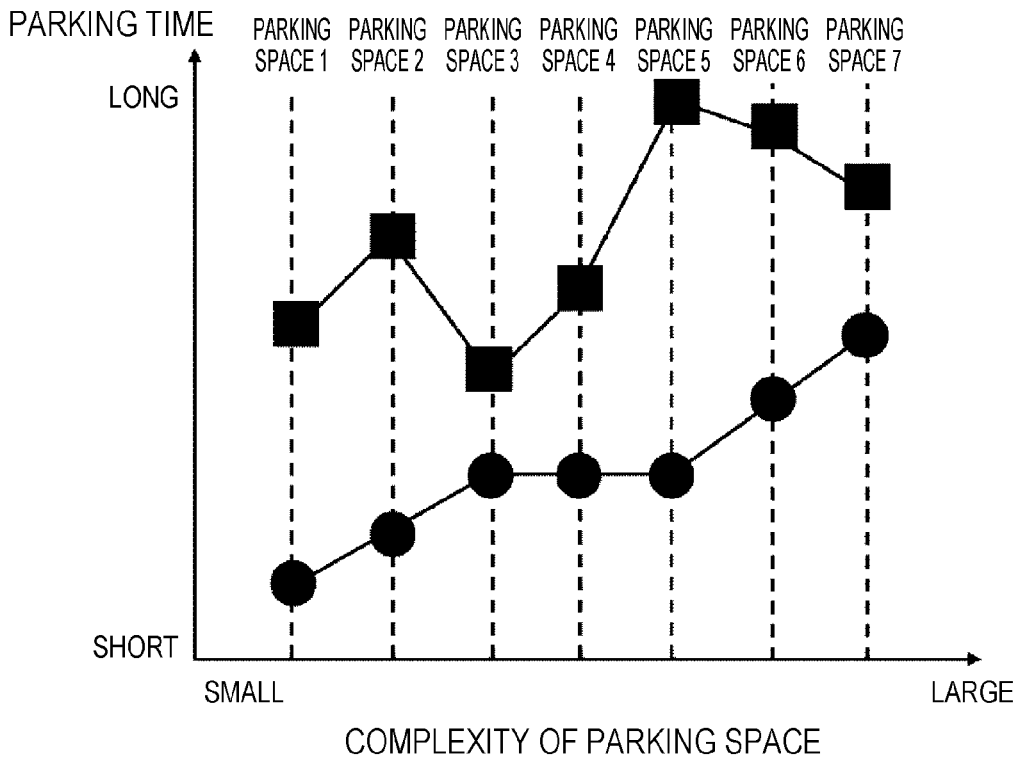 PARKING TIME
PARKING SPACE 1
PARKING SPACE 2
PARKING SPACE 3
PARKING SPACE 4
PARKING SPACE 5
PARKING SPACE 6
PARKING SPACE 7
LONG
SHORT
SMALL
LARGE
COMPLEXITY OF PARKING SPACE